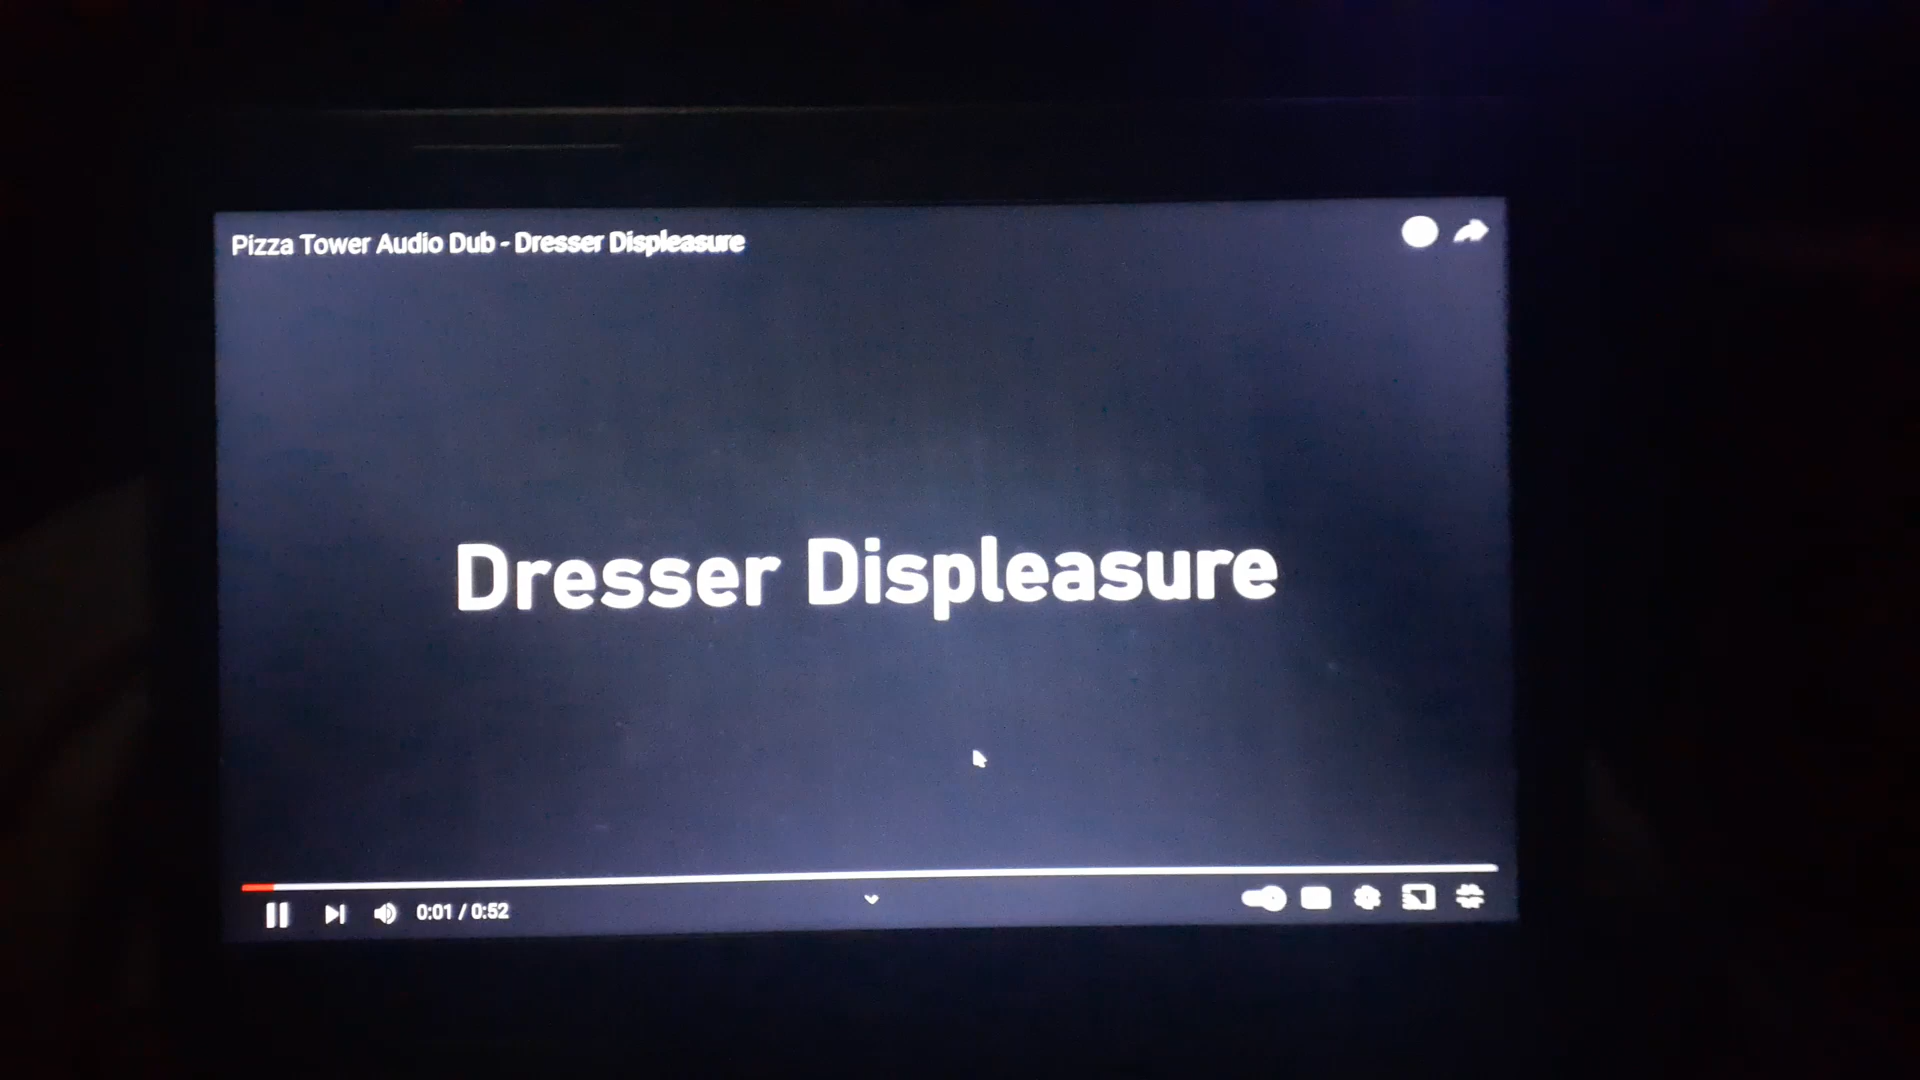 Pizza Tower Audio Dub - Dresser Displeasure
Dresser Displeasure
0:01 / 0:52